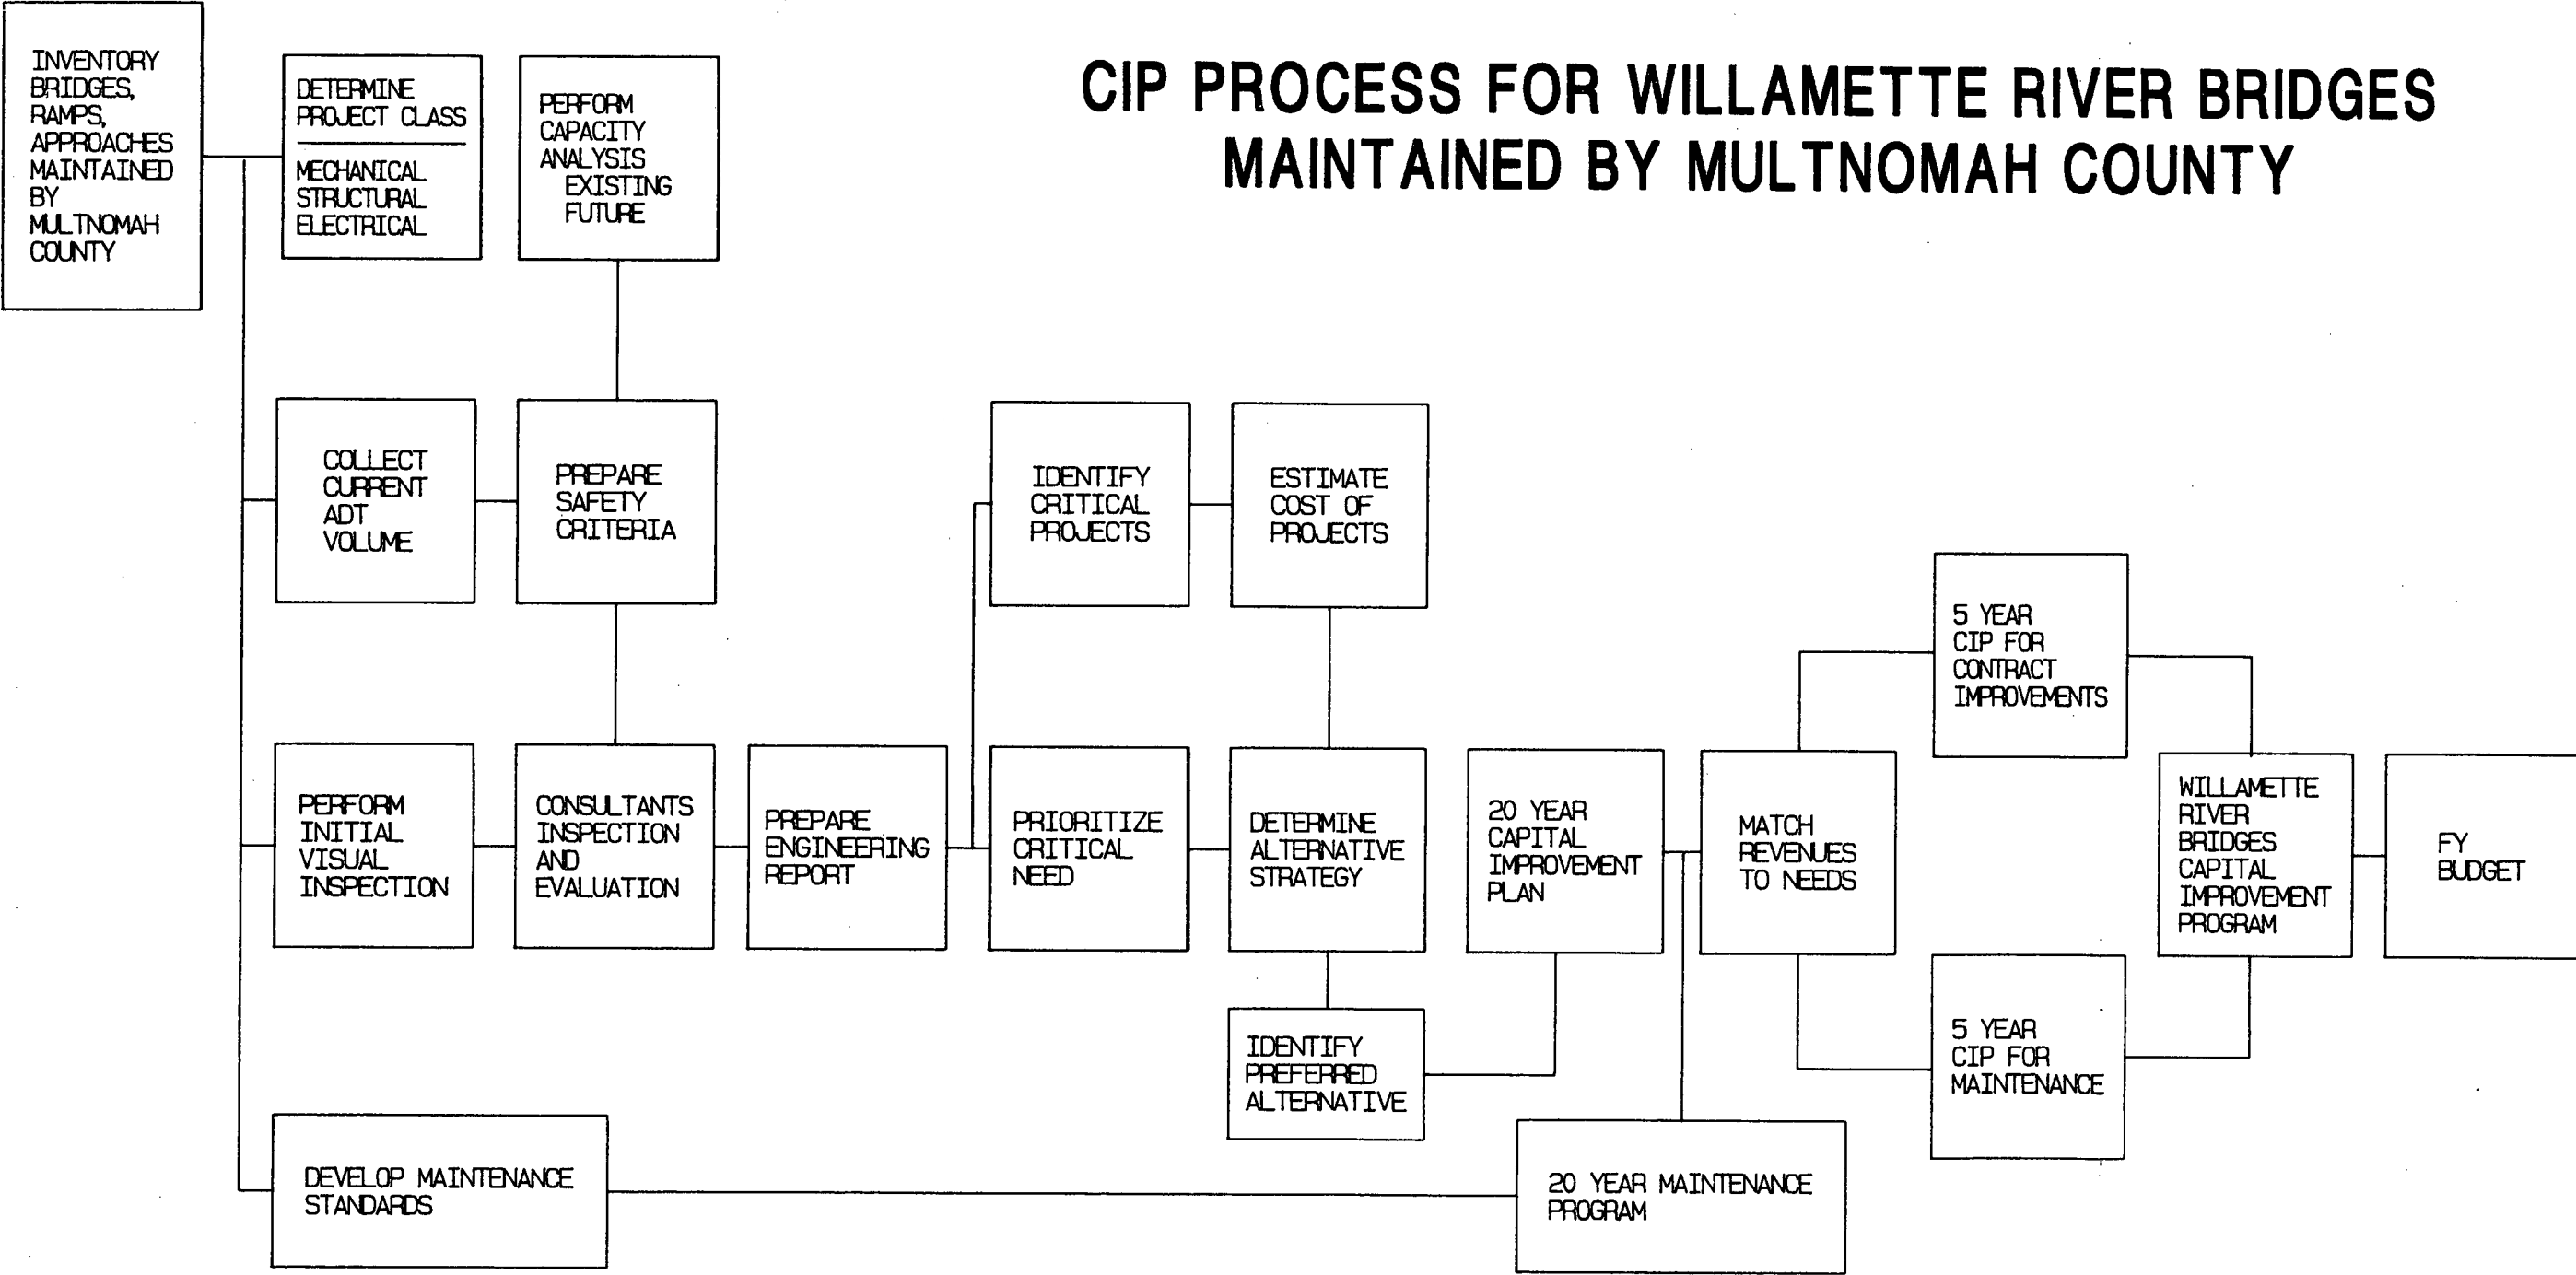 CIP PROCESS FOR WILLAMETTE RIVER BRIDGES
MAINTAINED BY MULTNOMAH COUNTY
INVENTORY
BRIDGES,
RAMPS,
APPROACHES
MAINTAINED
BY
MULTNOMAH
COUNTY
DETERMINE
PROJECT CLASS
MECHANICAL
STRUCTURAL
ELECTRICAL
PERFORM
CAPACITY
ANALYSIS
EXISTING
FUTURE
COLLECT
CURRENT
ADT
VOLUME
PREPARE
SAFETY
CRITERIA
IDENTIFY
CRITICAL
PROJECTS
ESTIMATE
COST OF
PROJECTS
5 YEAR
CIP FOR
CONTRACT
IMPROVEMENTS
PERFORM
INITIAL
VISUAL
INSPECTION
CONSULTANTS
INSPECTION
AND
EVALUATION
PREPARE
ENGINEERING
REPORT
PRIORITIZE
CRITICAL
NEED
DETERMINE
ALTERNATIVE
STRATEGY
20 YEAR
CAPITAL
IMPROVEMENT
PLAN
MATCH
REVENUES
TO NEEDS
WILLAMETTE
RIVER
BRIDGES
CAPITAL
IMPROVEMENT
PROGRAM
FY
BUDGET
IDENTIFY
PREFERRED
ALTERNATIVE
5 YEAR
CIP FOR
MAINTENANCE
DEVELOP MAINTENANCE
STANDARDS
20 YEAR MAINTENANCE
PROGRAM